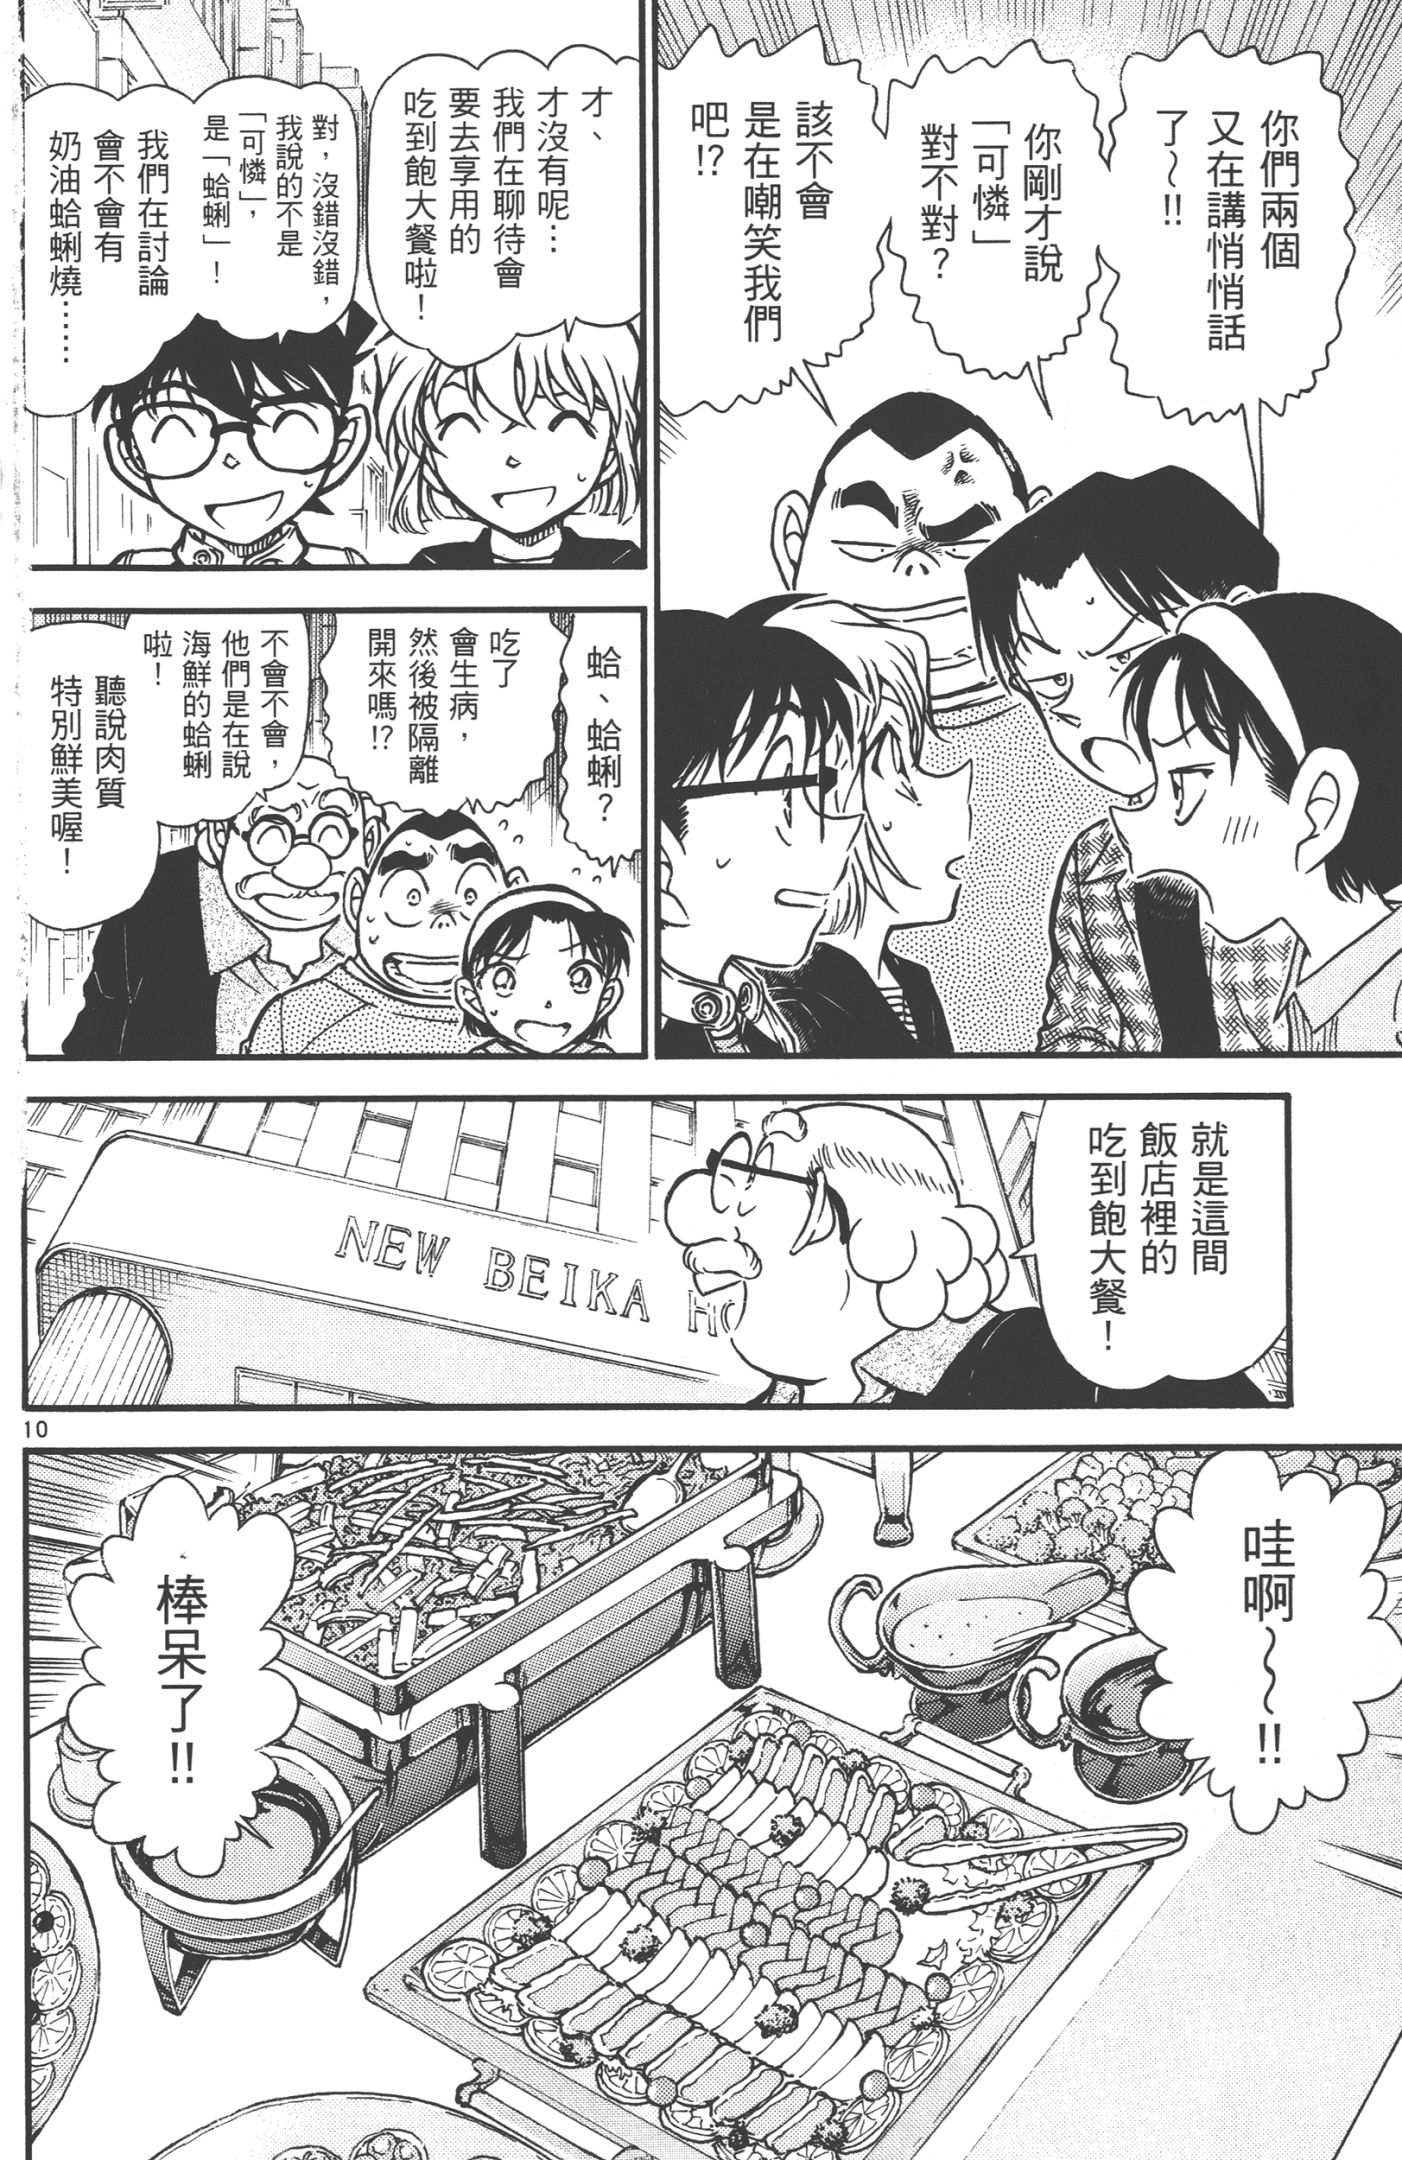 你們兩個
又在講悄悄話
了～!!
你剛才說
「可憐」
對不對？
該不會
是在嘲笑我們
吧!?
才、
才沒有呢…
我們在聊待會
要去享用的
吃到飽大餐啦！
對，沒錯沒錯，
我說的不是
「可憐」，
是「蛤蜊」！
我們在討論
會不會有
奶油蛤蜊燒……
蛤、蛤蜊？
吃了
會生病，
然後被隔離
開來嗎!?
不會不會，
他們是在說
海鮮的蛤蜊
啦！
聽說肉質
特別鮮美喔！
就是這間
飯店裡的
吃到飽大餐！
NEW BEIKA HO
10
哇啊～～!!
棒呆了!!